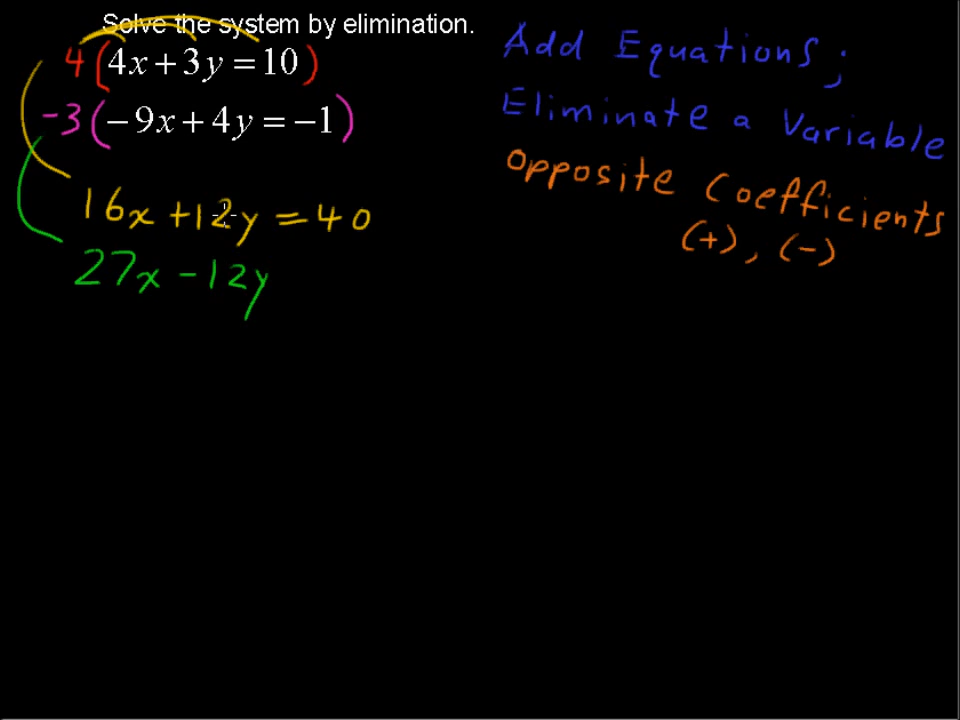 Solve the system by elimination.
4(4x + 3y = 10)
-3(-9x + 4y = -1)
16x + 12y = 40
27x - 12y
Add Equations;
Eliminate a Variable
Opposite Coefficients
(+), (-)